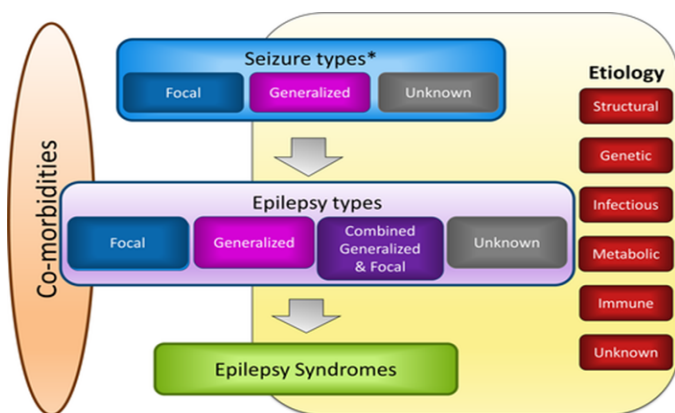 Co-morbidities
Seizure types*
Focal
Generalized
Unknown
Epilepsy types
Focal
Generalized
Combined
Generalized
& Focal
Unknown
Epilepsy Syndromes
Etiology
Structural
Genetic
Infectious
Metabolic
Immune
Unknown